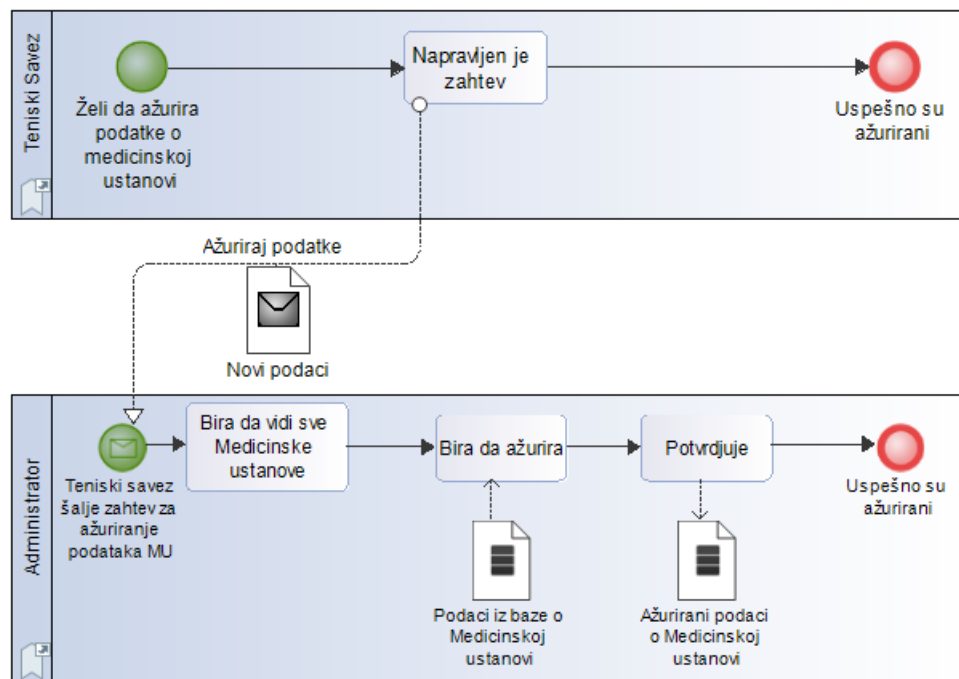 Teniski Savez
Želi da ažurira
podatke o
medicinskoj
ustanovi
Napravljen je
zahtev
Uspešno su
ažurirani
Ažuriraj podatke
Novi podaci
Administrator
Teniski savez
šalje zahtev za
ažuriranje
podataka MU
Bira da vidi sve
Medicinske
ustanove
Bira da ažurira
Potvrdjuje
Uspešno su
ažurirani
Podaci iz baze o
Medicinskoj
ustanovi
Ažurirani podaci
o Medicinskoj
ustanovi